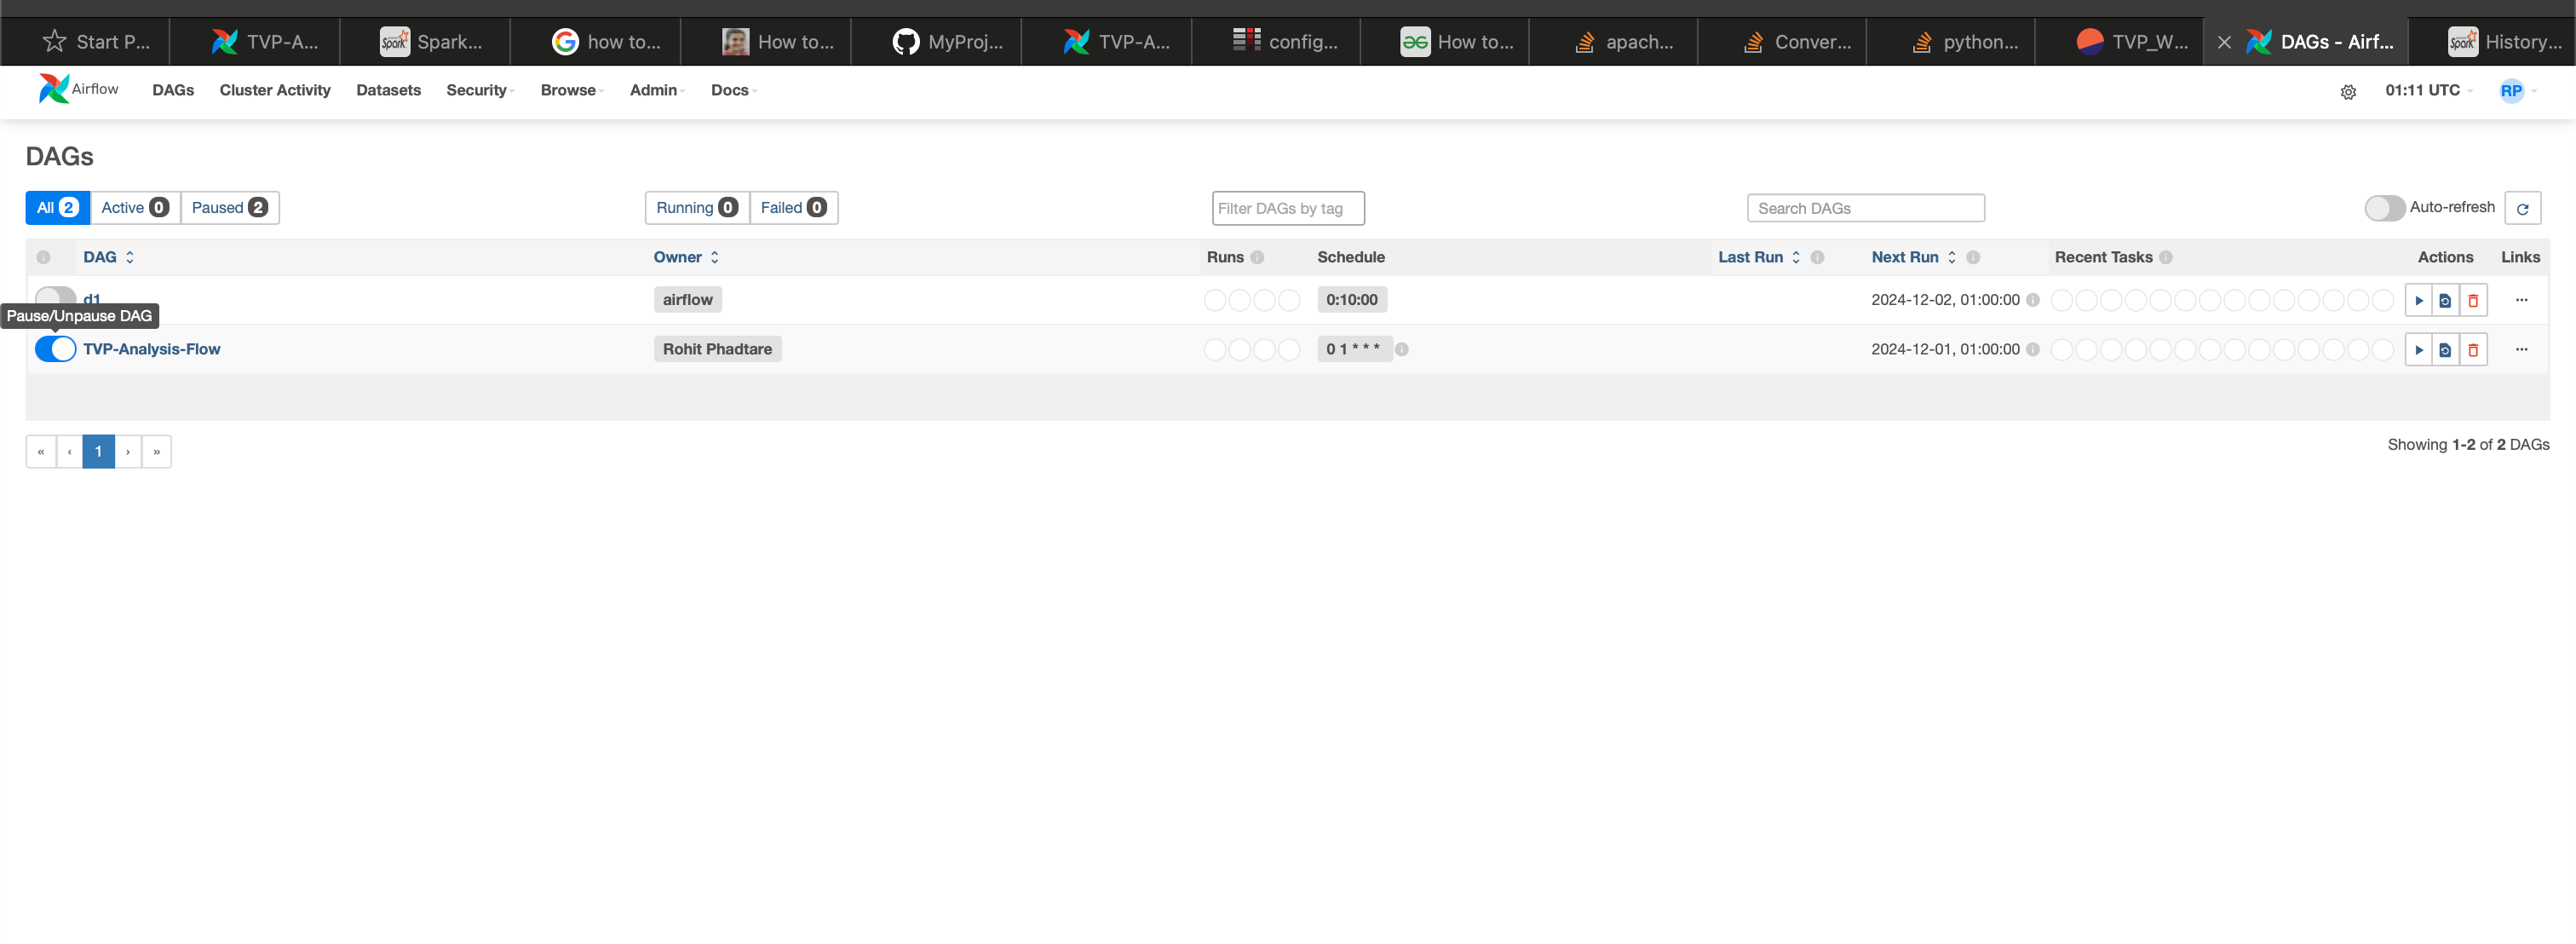 Start P... TVP-A... Spark... how to... How to... MyProj... TVP-A... config... How to... apach... Conver... python... TVP_W... DAGs - Airf... History...
Airflow DAGs Cluster Activity Datasets Security Browse Admin Docs 01:11 UTC RP
DAGs
All 2 Active 0 Paused 2 Running 0 Failed 0 Filter DAGs by tag Search DAGs Auto-refresh
DAG Owner Runs Schedule Last Run Next Run Recent Tasks Actions Links
d1 airflow 0:10:00 2024-12-02, 01:00:00 ...
Pause/Unpause DAG
TVP-Analysis-Flow Rohit Phadtare 0 1 * * * 2024-12-01, 01:00:00 ...
« ‹ 1 › » Showing 1-2 of 2 DAGs